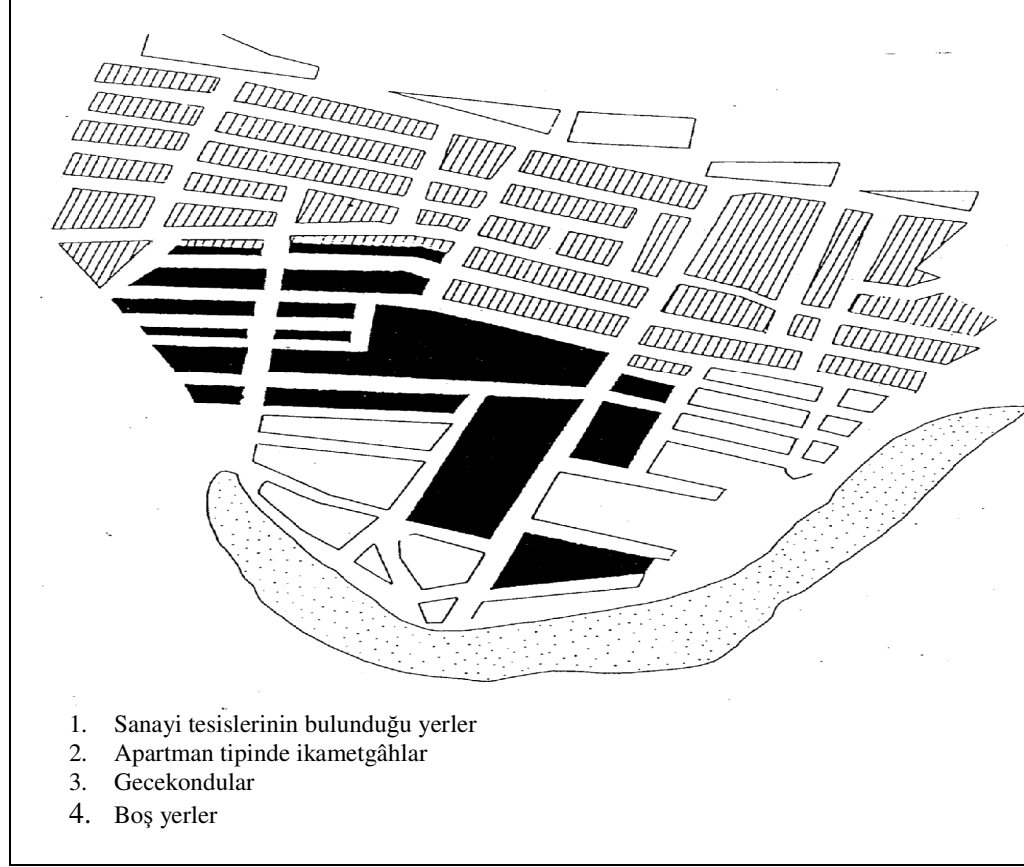 1. Sanayi tesislerinin bulunduğu yerler
2. Apartman tipinde ikametgâhlar
3. Gecekondular
4. Boş yerler